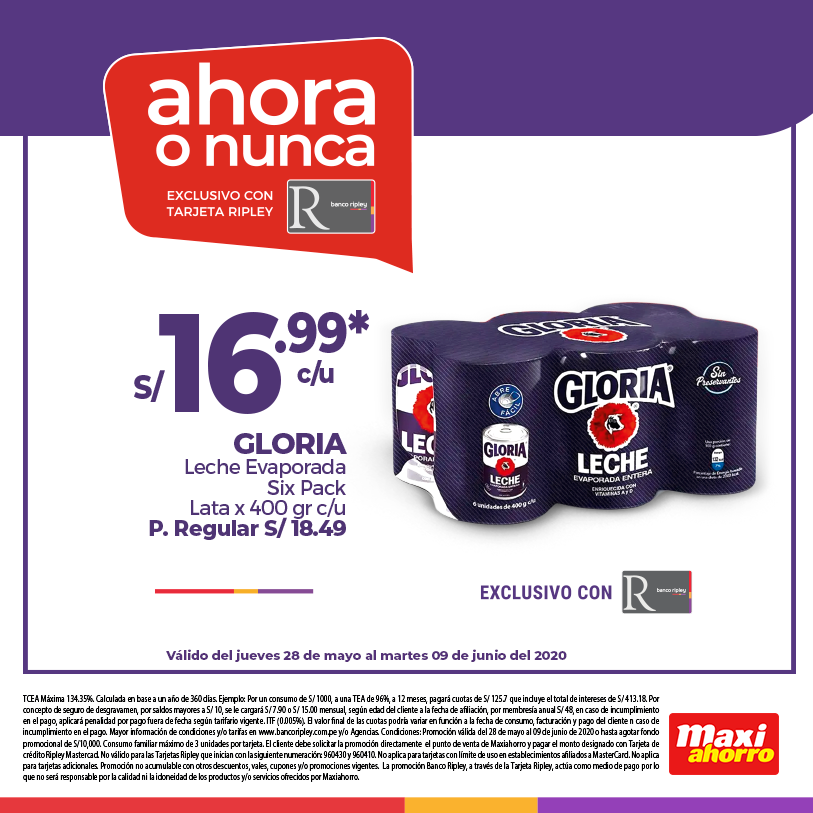 ahora
o nunca
EXCLUSIVO CON
TARJETA RIPLEY
R banco ripley
S/16.99*
c/u
GLORIA
Leche Evaporada
Six Pack
Lata x 400 gr c/u
P. Regular S/ 18.49
GLORIA
ABRE
FÁCIL
GLORIA
LECHE
GLORIA
LECHE
EVAPORADA ENTERA
ENRIQUECIDA CON
VITAMINAS A y D
6 unidades de 400 g c/u
Sin
Preservantes
EXCLUSIVO CON R banco ripley
Válido del jueves 28 de mayo al martes 09 de junio del 2020
TCEA Máxima 134.35%. Calculada en base a un año de 360 días. Ejemplo: Por un consumo de S/ 1000, a una TEA de 96%, a 12 meses, pagará cuotas de S/ 125.7 que incluye el total de intereses de S/ 413.18. Por
concepto de seguro de desgravamen, por saldos mayores a S/ 10, se le cargará S/ 7.90 o S/ 15.00 mensual, según edad del cliente a la fecha de afiliación, por membresía anual S/ 48, en caso de incumplimiento
en el pago, aplicará penalidad por pago fuera de fecha según tarifario vigente. ITF (0.005%). El valor final de las cuotas podría variar en función a la fecha de consumo, facturación y pago del cliente n caso de
incumplimiento en el pago. Mayor información de condiciones y/o tarifas en www.bancoripley.com.pe y/o Agencias. Condiciones: Promoción válida del 28 de mayo al 09 de junio de 2020 o hasta agotar fondo
promocional de S/10,000. Consumo familiar máximo de 3 unidades por tarjeta. El cliente debe solicitar la promoción directamente el punto de venta de Maxiahorro y pagar el monto designado con Tarjeta de
crédito Ripley Mastercard. No válido para las Tarjetas Ripley que inician con la siguiente numeración: 960430 y 960410. No aplica para tarjetas con límite de uso en establecimientos afiliados a MasterCard. No aplica
para tarjetas adicionales. Promoción no acumulable con otros descuentos, vales, cupones y/o promociones vigentes. La promoción Banco Ripley, a través de la Tarjeta Ripley, actúa como medio de pago por lo
que no será responsable por la calidad ni la idoneidad de los productos y/o servicios ofrecidos por Maxiahorro.
maxi
ahorro